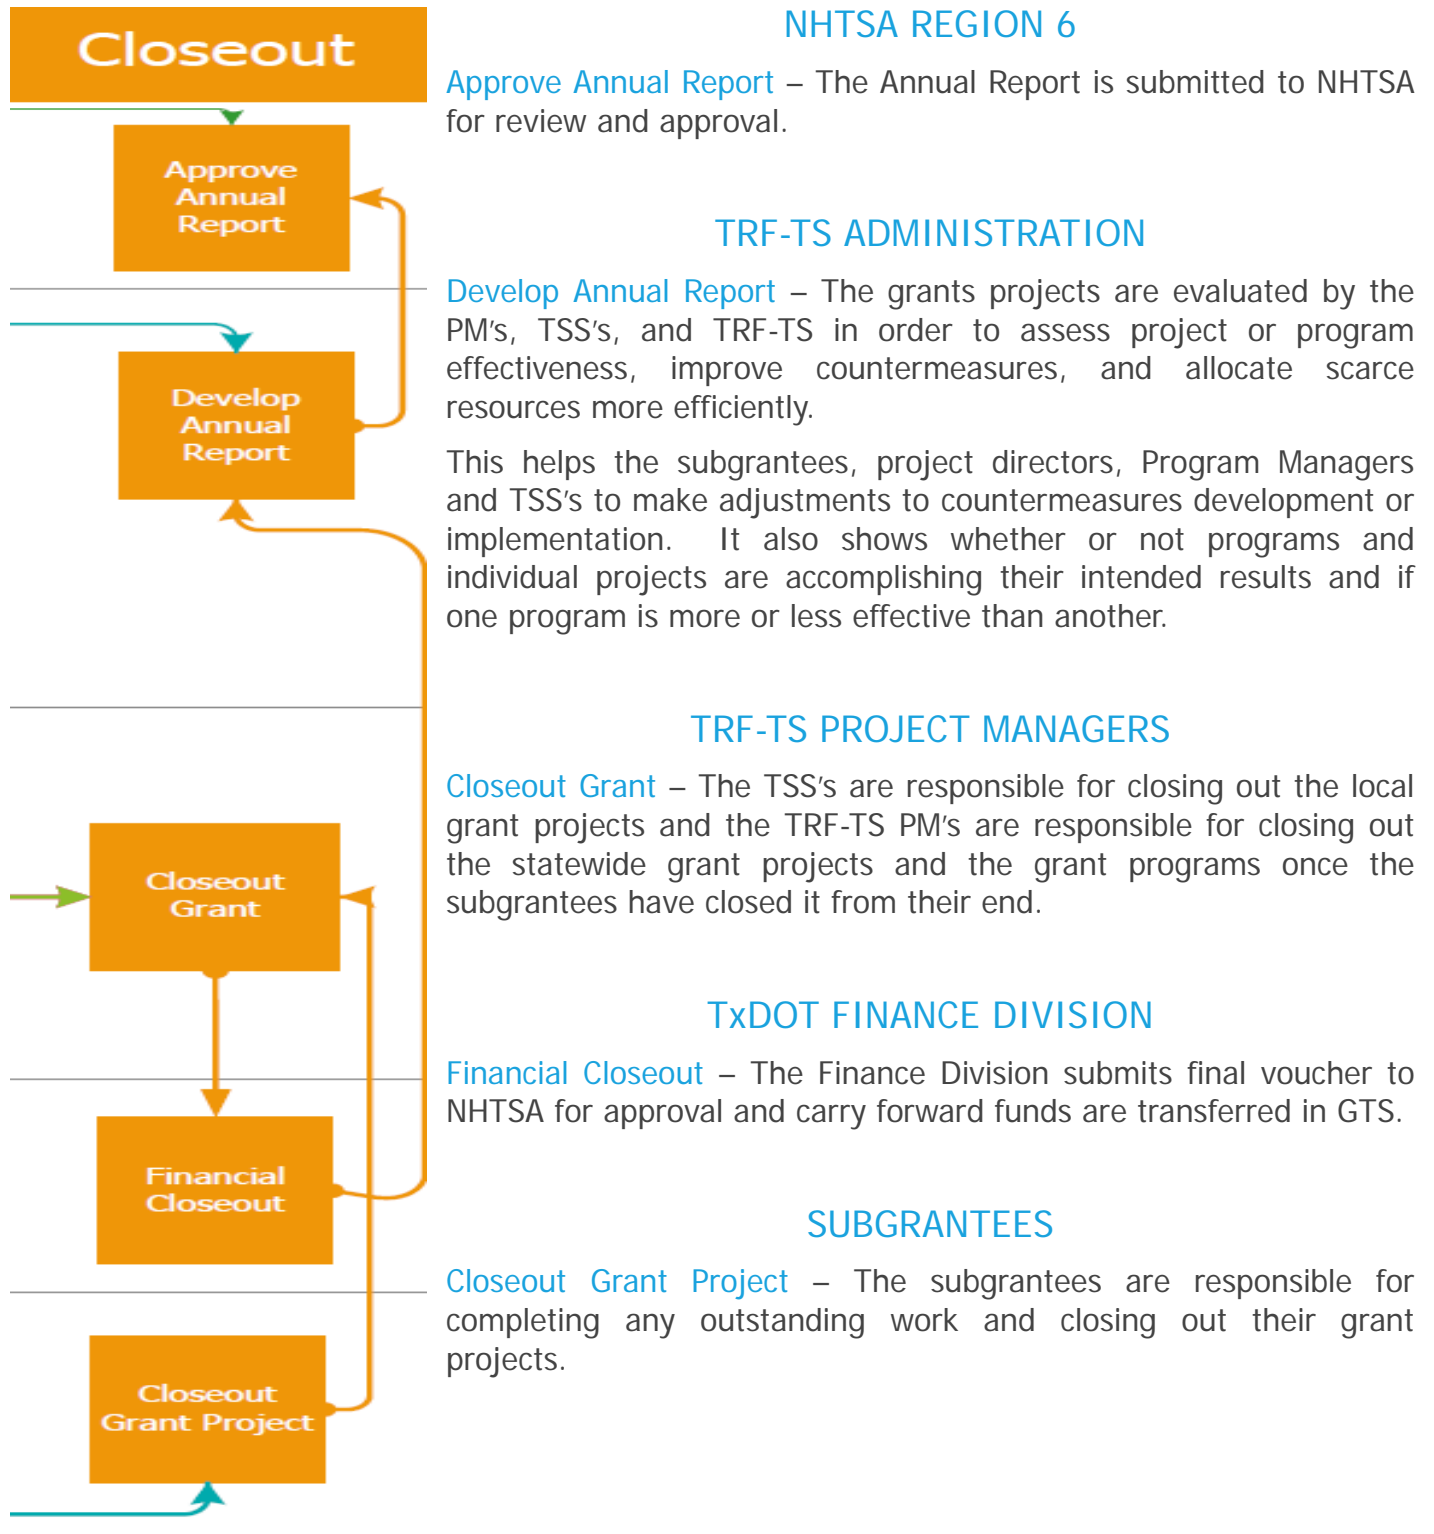 Closeout
Approve
Annual
Report
Develop
Annual
Report
Closeout
Grant
Financial
Closeout
Closeout
Grant Project
NHTSA REGION 6
Approve Annual Report – The Annual Report is submitted to NHTSA
for review and approval.
TRF-TS ADMINISTRATION
Develop Annual Report – The grants projects are evaluated by the
PM's, TSS's, and TRF-TS in order to assess project or program
effectiveness, improve countermeasures, and allocate scarce
resources more efficiently.
This helps the subgrantees, project directors, Program Managers
and TSS's to make adjustments to countermeasures development or
implementation. It also shows whether or not programs and
individual projects are accomplishing their intended results and if
one program is more or less effective than another.
TRF-TS PROJECT MANAGERS
Closeout Grant – The TSS's are responsible for closing out the local
grant projects and the TRF-TS PM's are responsible for closing out
the statewide grant projects and the grant programs once the
subgrantees have closed it from their end.
TxDOT FINANCE DIVISION
Financial Closeout – The Finance Division submits final voucher to
NHTSA for approval and carry forward funds are transferred in GTS.
SUBGRANTEES
Closeout Grant Project – The subgrantees are responsible for
completing any outstanding work and closing out their grant
projects.